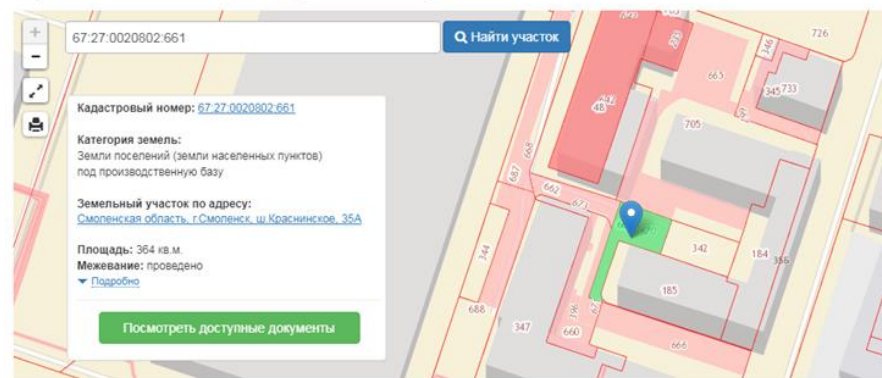 +
67:27:0020802:661
Найти участок
-
Кадастровый номер: 67:27:0020802:661
Категория земель:
Земли поселений (земли населенных пунктов)
под производственную базу
Земельный участок по адресу:
Смоленская область, г.Смоленск, ш.Краснинское, 35А
Площадь: 364 кв.м.
Межевание: проведено
Подробно
Посмотреть доступные документы
726
346
665
345
733
48
705
668
687
662
673
344
342
184
185
688
347
396
660
666